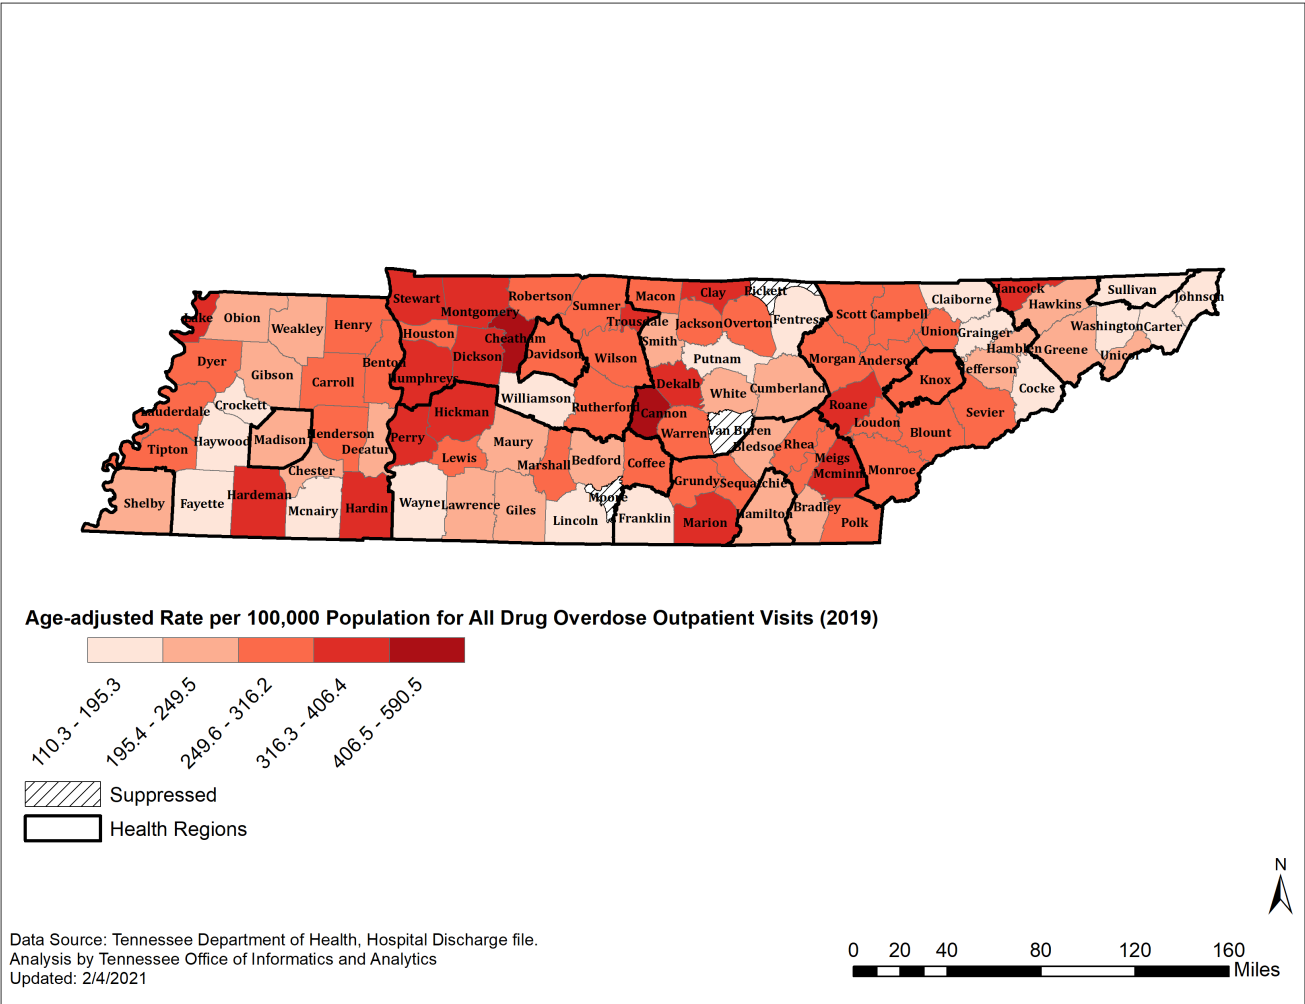 Stewart
Montgomery
Robertson
Sumner
Macon
Clay
Pickett
Scott
Campbell
Claiborne
Hancock
Hawkins
Sullivan
Johnson
Lake
Obion
Weakley
Henry
Houston
Cheatham
Davidson
Trousdale
Smith
Jackson
Overton
Fentress
Union
Grainger
Hamblen
Greene
Washington
Carter
Unicoi
Dyer
Gibson
Carroll
Benton
Humphreys
Dickson
Wilson
Putnam
Morgan
Anderson
Knox
Jefferson
Cocke
Lauderdale
Crockett
Haywood
Madison
Henderson
Decatur
Perry
Hickman
Williamson
Rutherford
Cannon
Dekalb
White
Cumberland
Roane
Loudon
Blount
Sevier
Tipton
Chester
Lewis
Maury
Marshall
Bedford
Coffee
Warren
Van Buren
Bledsoe
Rhea
Meigs
Mcminn
Monroe
Shelby
Fayette
Hardeman
Mcnairy
Hardin
Wayne
Lawrence
Giles
Lincoln
Moore
Franklin
Grundy
Sequatchie
Marion
Hamilton
Bradley
Polk
Age-adjusted Rate per 100,000 Population for All Drug Overdose Outpatient Visits (2019)
110.3 - 195.3
195.4 - 249.5
249.6 - 316.2
316.3 - 406.4
406.5 - 590.5
Suppressed
Health Regions
N
Data Source: Tennessee Department of Health, Hospital Discharge file.
Analysis by Tennessee Office of Informatics and Analytics
Updated: 2/4/2021
0 20 40 80 120 160
Miles